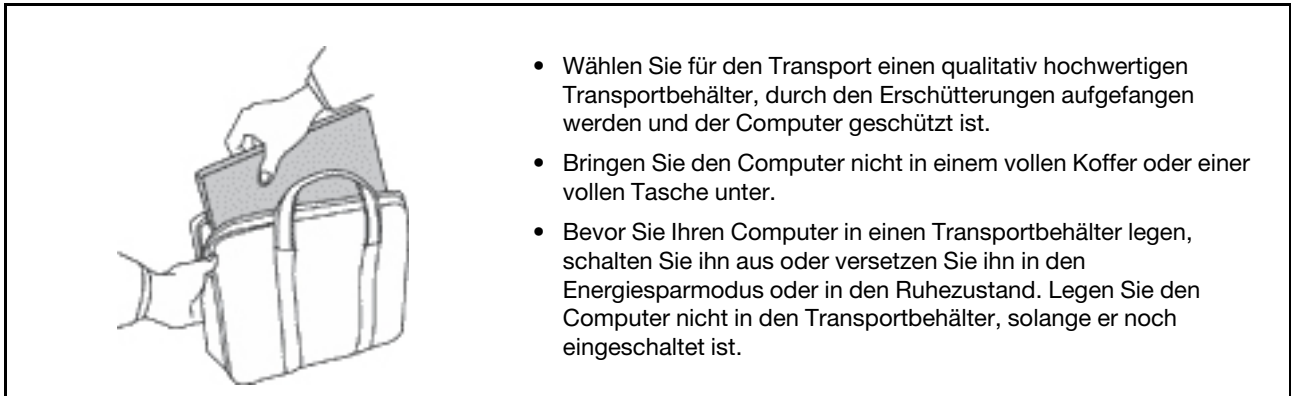 • Wählen Sie für den Transport einen qualitativ hochwertigen
Transportbehälter, durch den Erschütterungen aufgefangen
werden und der Computer geschützt ist.
• Bringen Sie den Computer nicht in einem vollen Koffer oder einer
vollen Tasche unter.
• Bevor Sie Ihren Computer in einen Transportbehälter legen,
schalten Sie ihn aus oder versetzen Sie ihn in den
Energiesparmodus oder in den Ruhezustand. Legen Sie den
Computer nicht in den Transportbehälter, solange er noch
eingeschaltet ist.